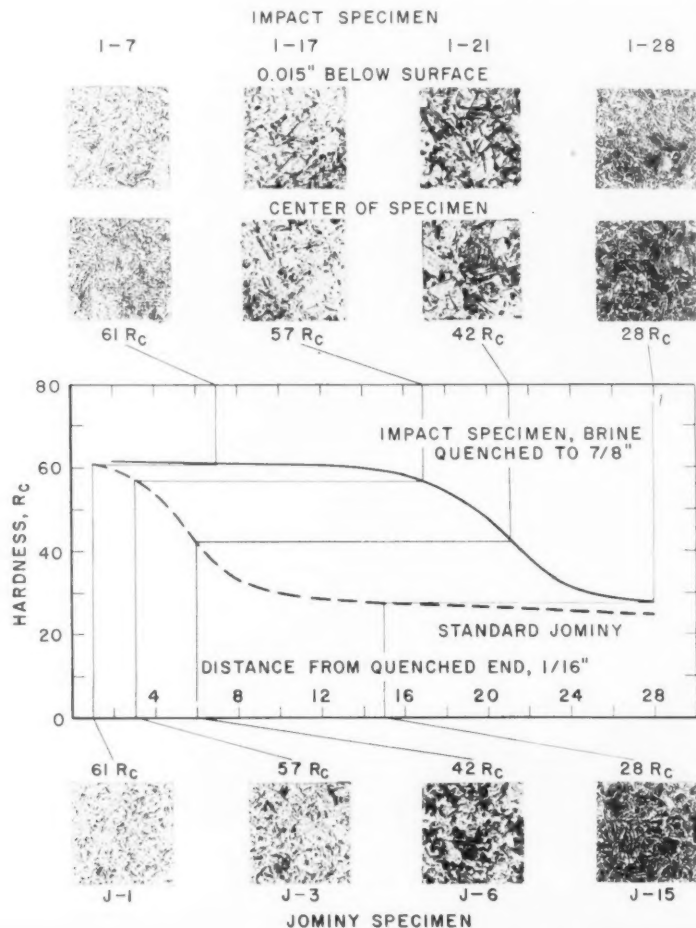 IMPACT SPECIMEN
I-7 I-17 I-21 I-28
0.015" BELOW SURFACE
CENTER OF SPECIMEN
61 RC 57 RC 42 RC 28 RC
80
60
40
20
0
HARDNESS, RC
IMPACT SPECIMEN, BRINE
QUENCHED TO 7/8"
STANDARD JOMINY
DISTANCE FROM QUENCHED END, 1/16"
4 8 12 16 20 24 28
61 RC 57 RC 42 RC 28 RC
J-1 J-3 J-6 J-15
JOMINY SPECIMEN